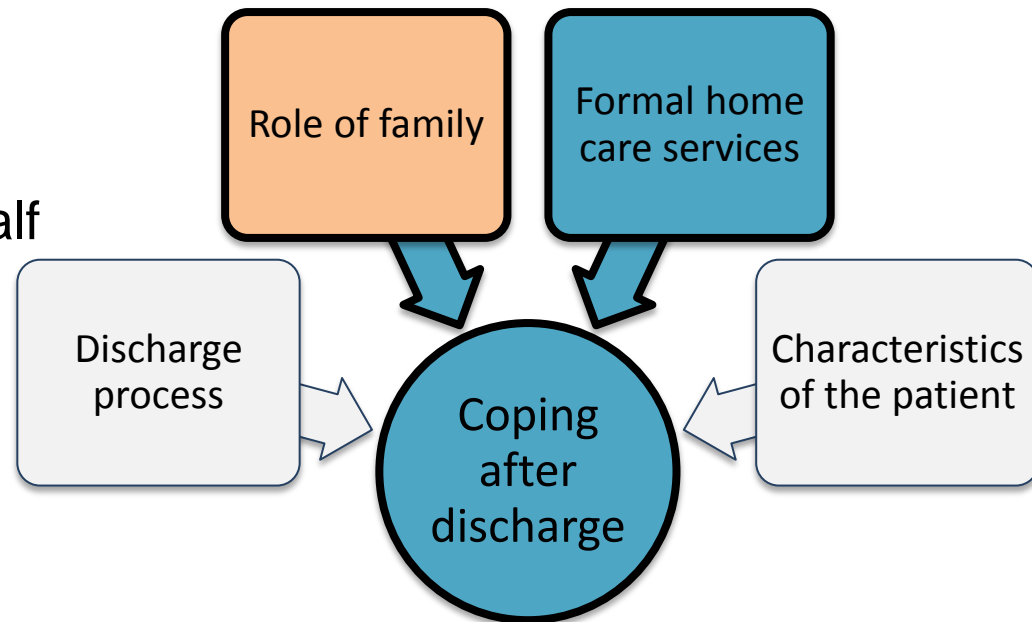 Role of family
Formal home
care services
alf
Discharge
process
Characteristics
of the patient
Coping
after
discharge